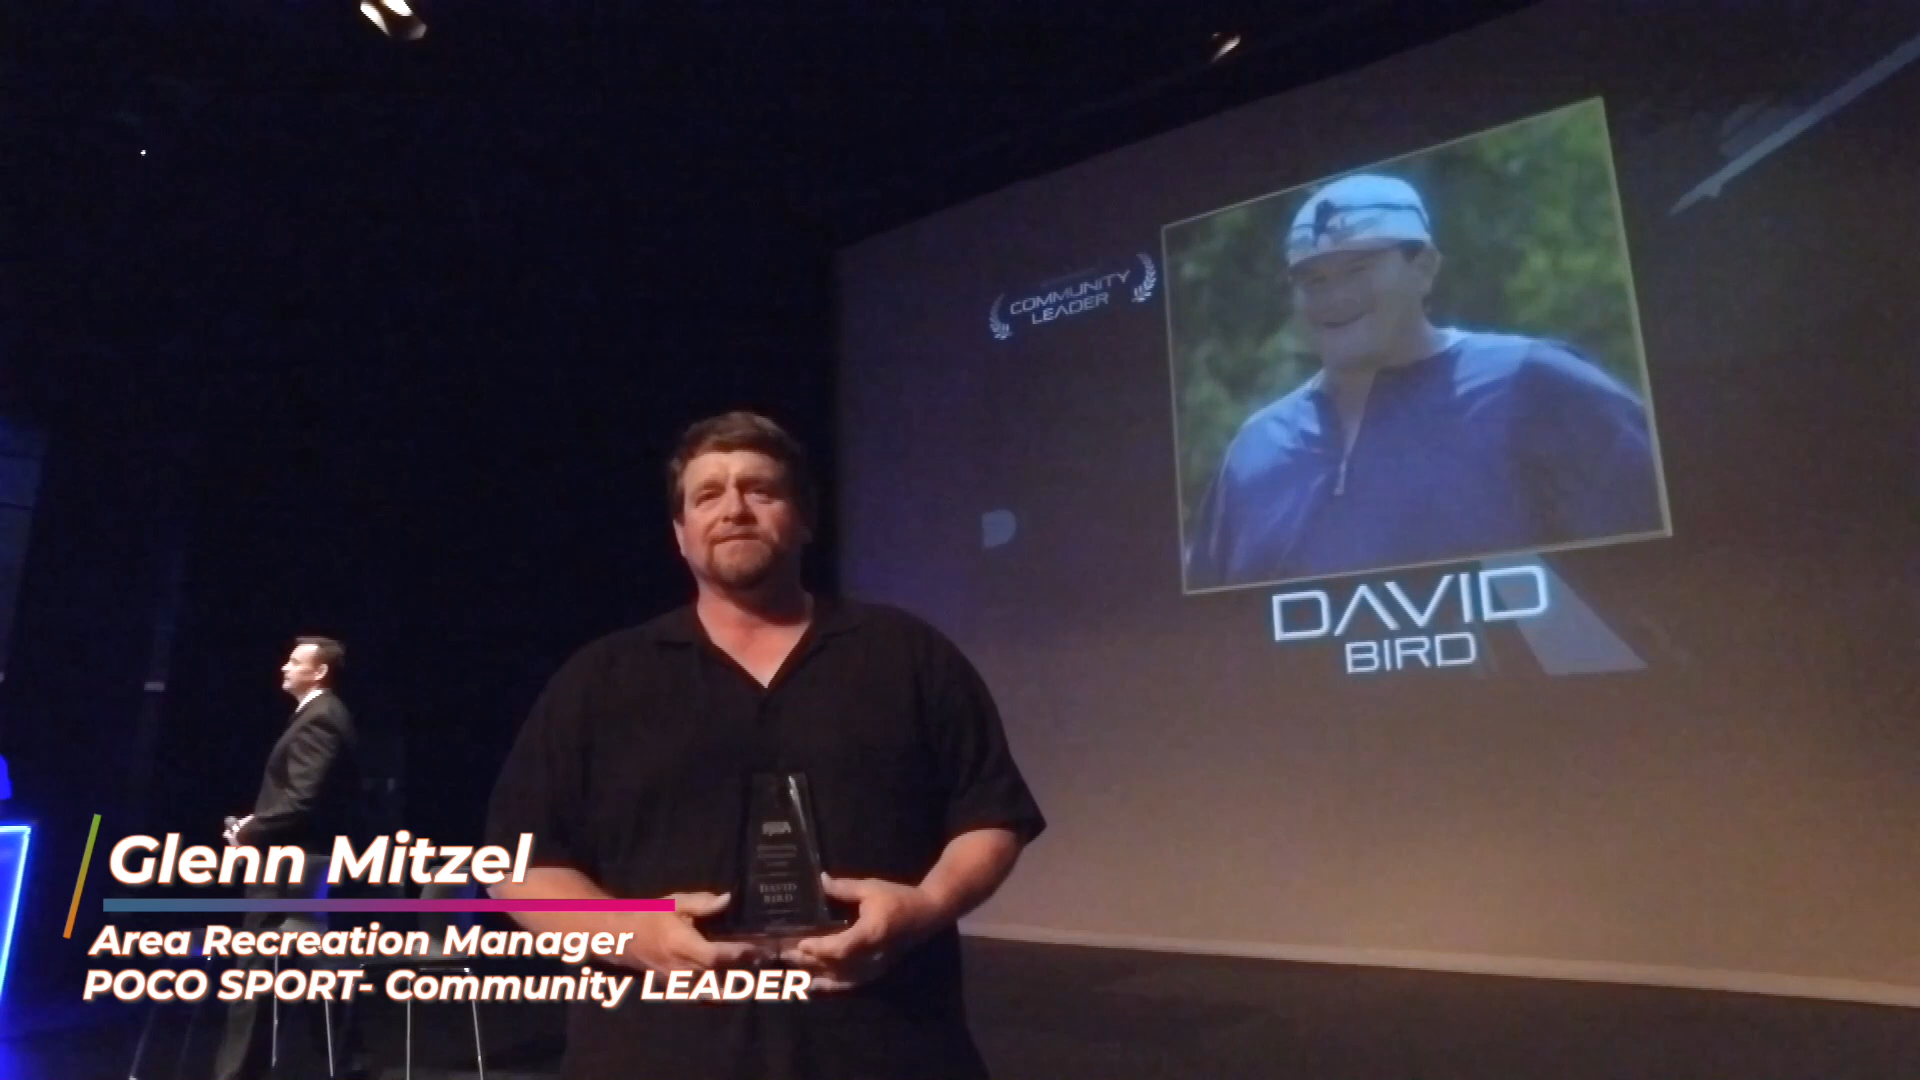 COMMUNITY
LEADER
DAVID
BIRD
DAVID
BIRD
Glenn Mitzel
Area Recreation Manager
POCO SPORT- Community LEADER